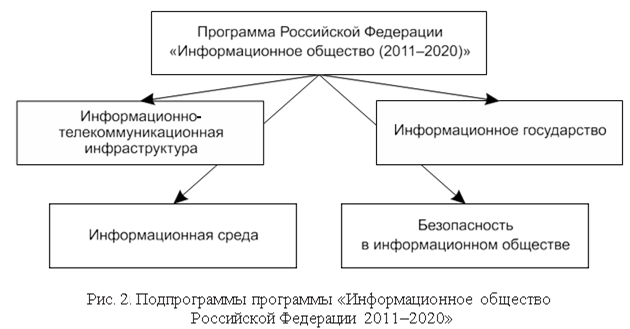 Программа Российской Федерации
«Информационное общество (2011–2020)»
Информационно-
телекоммуникационная
инфраструктура
Информационное государство
Информационная среда
Безопасность
в информационном обществе
Рис. 2. Подпрограммы программы «Информационное общество
Российской Федерации 2011–2020»